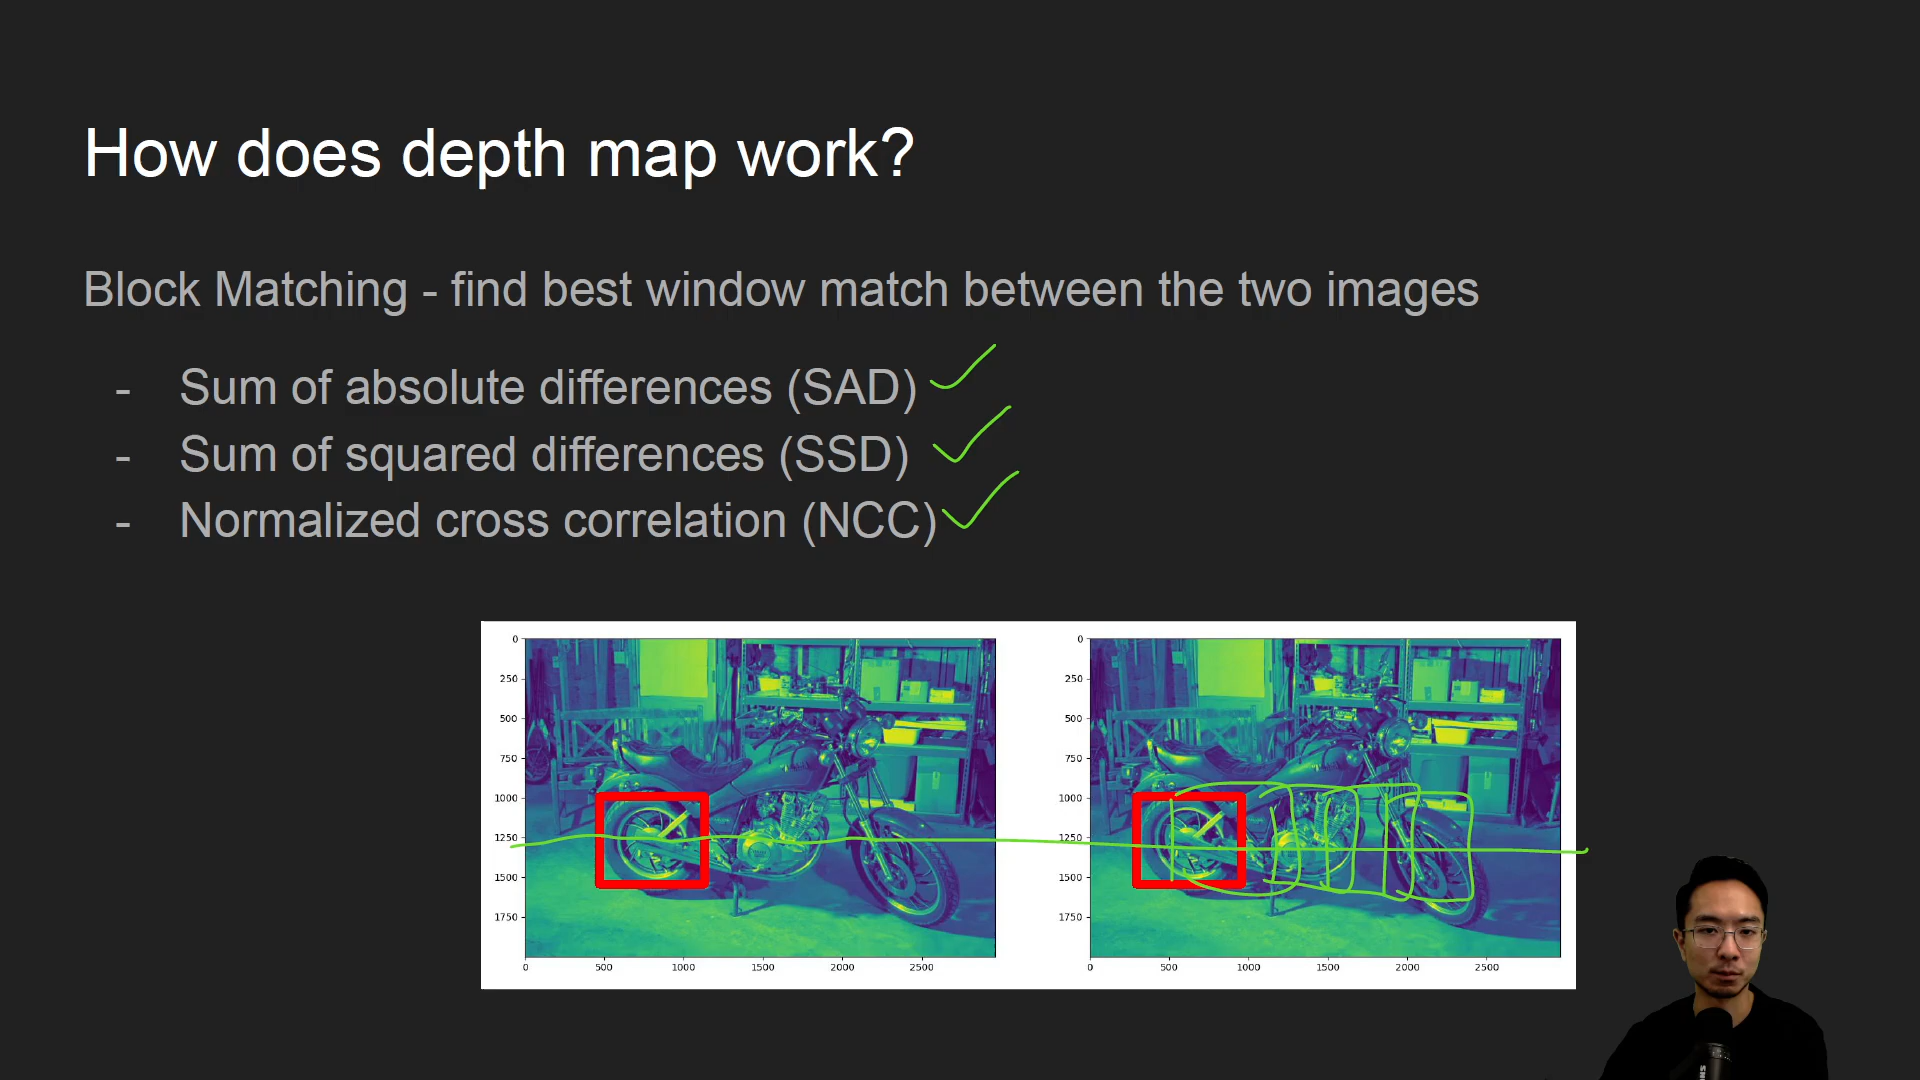 How does depth map work?
Block Matching - find best window match between the two images
- Sum of absolute differences (SAD)
- Sum of squared differences (SSD)
- Normalized cross correlation (NCC)
0
250
500
750
1000
1250
1500
1750
0 500 1000 1500 2000 2500
0
250
500
750
1000
1250
1500
1750
0 500 1000 1500 2000 2500